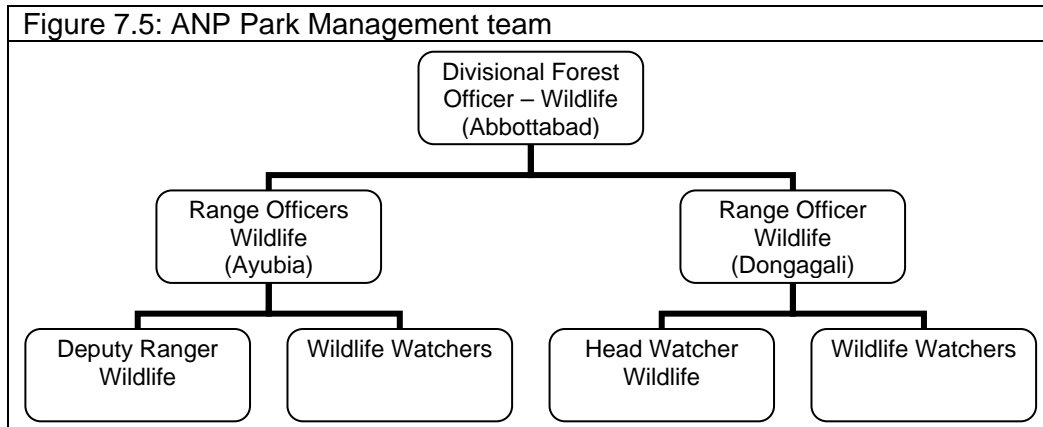 Figure 7.5: ANP Park Management team
Divisional Forest
Officer – Wildlife
(Abbottabad)
Range Officers
Wildlife
(Ayubia)
Range Officer
Wildlife
(Dongagali)
Deputy Ranger
Wildlife
Wildlife Watchers
Head Watcher
Wildlife
Wildlife Watchers